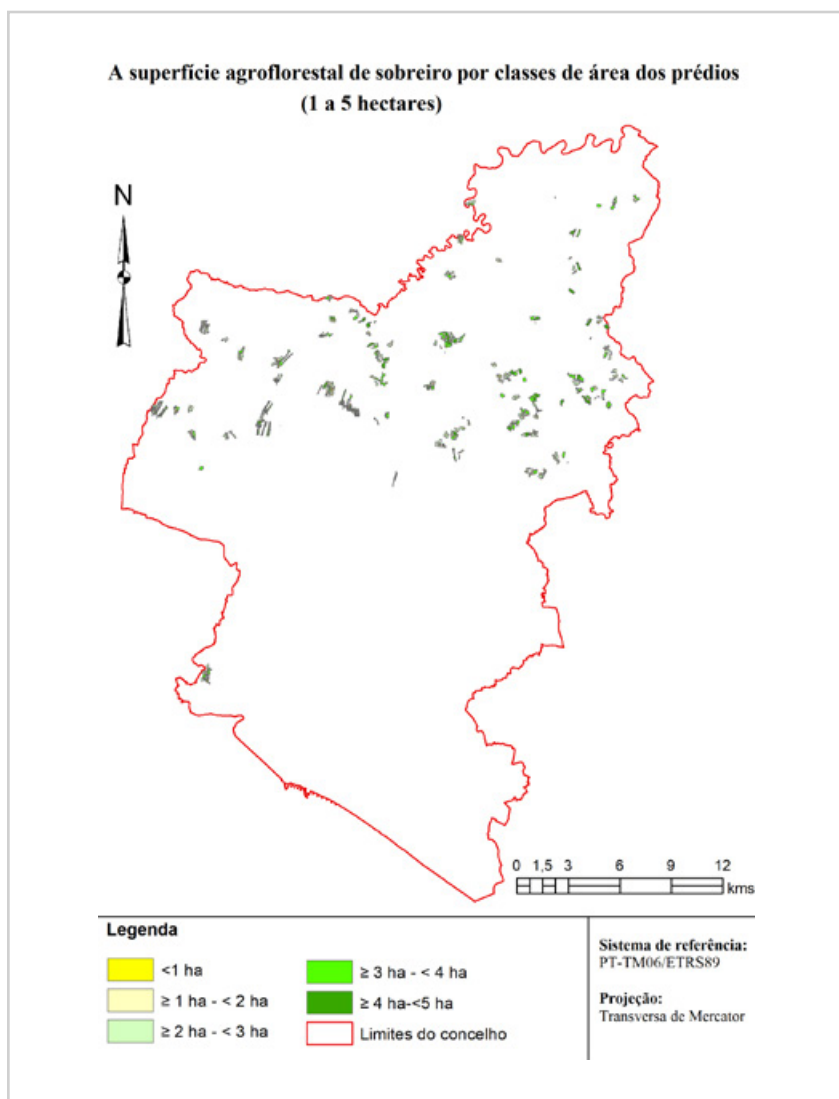 A superfície agroflorestal de sobreiro por classes de área dos prédios
(1 a 5 hectares)
N
0 1,5 3 6 9 12
kms
Legenda
<1 ha
≥ 1 ha - < 2 ha
≥ 2 ha - < 3 ha
≥ 3 ha - < 4 ha
≥ 4 ha-<5 ha
Limites do concelho
Sistema de referência:
PT-TM06/ETRS89
Projeção:
Transversa de Mercator